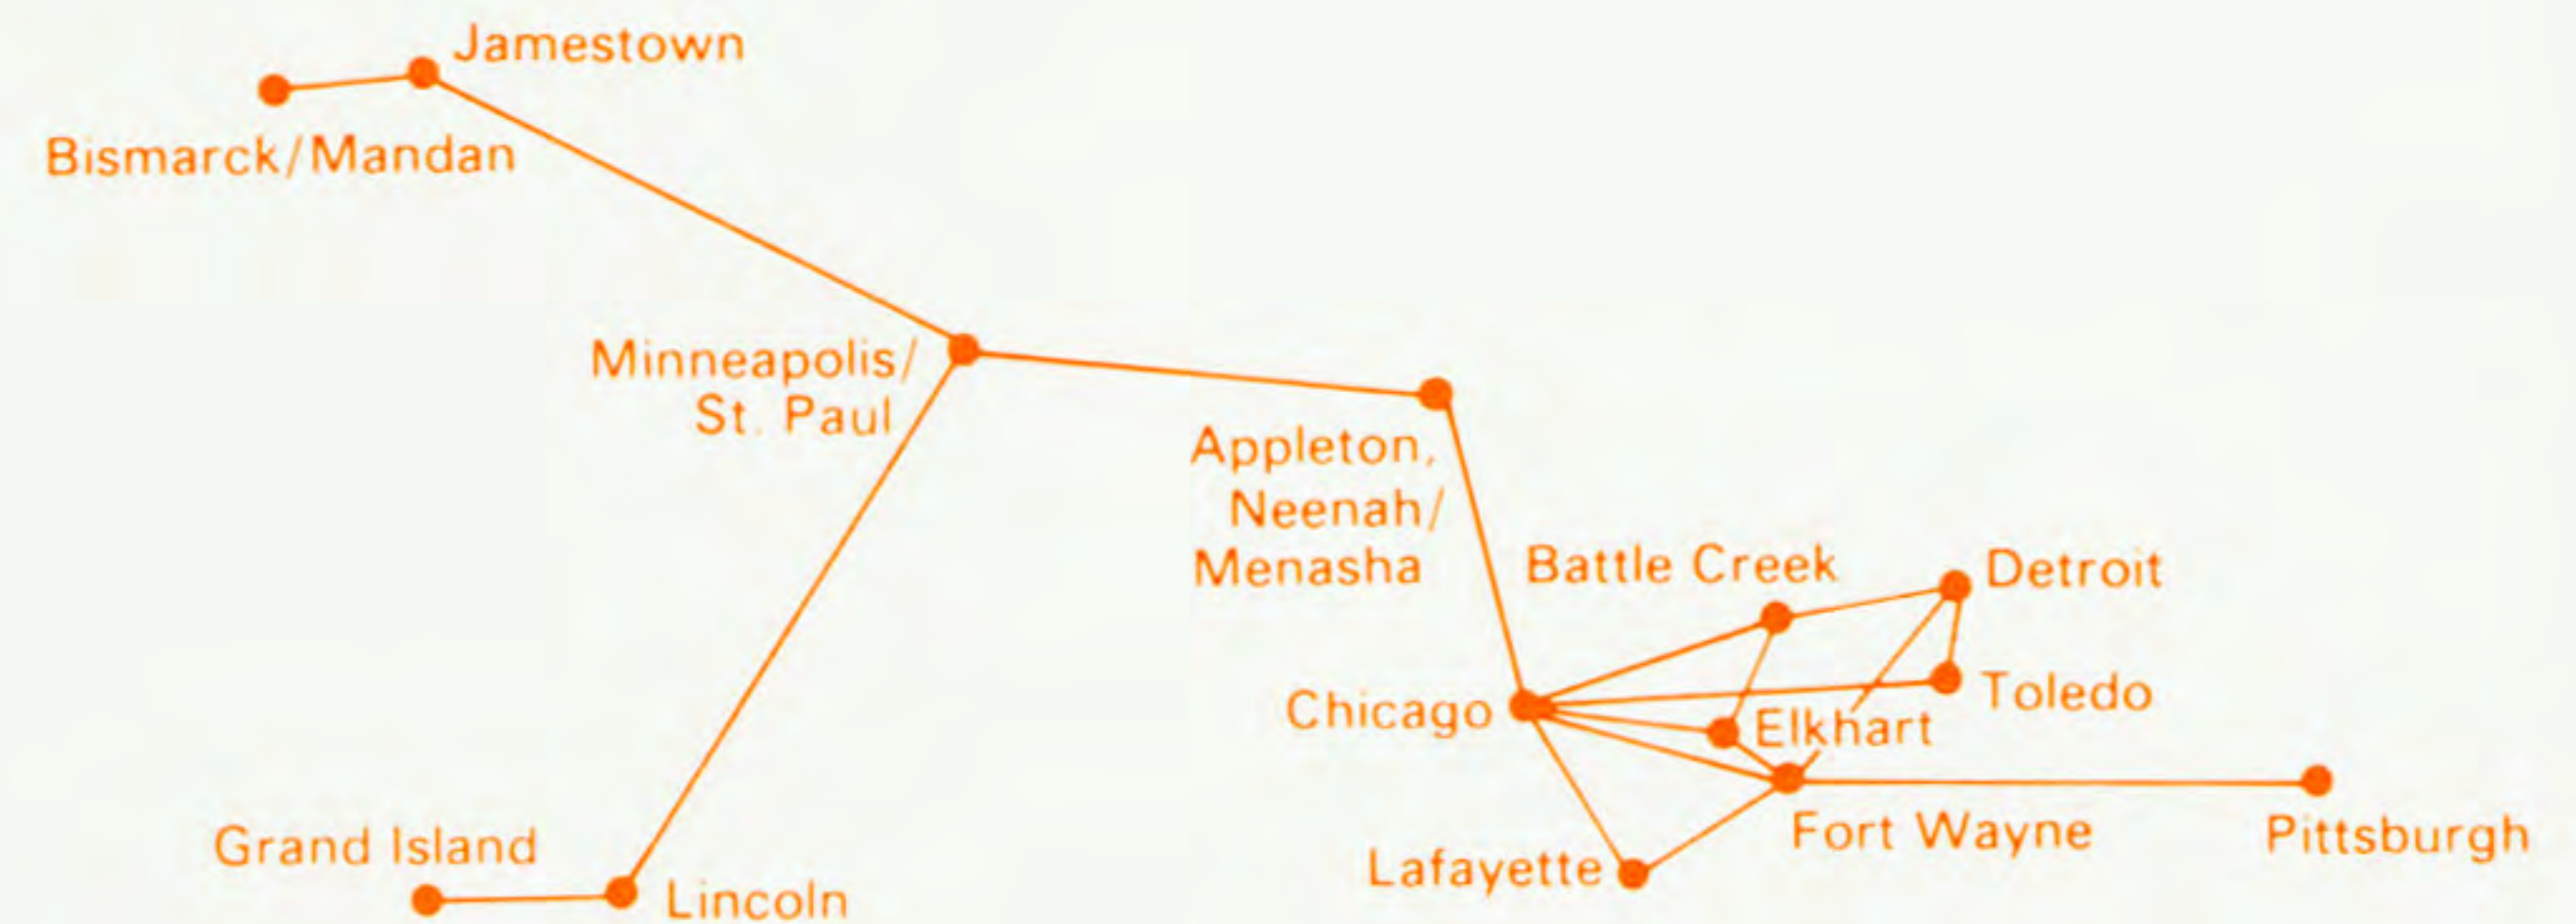 Jamestown
Bismarck/Mandan
Minneapolis/
St. Paul
Appleton,
Neenah/
Menasha
Battle Creek
Detroit
Chicago
Toledo
Elkhart
Fort Wayne
Pittsburgh
Lafayette
Grand Island
Lincoln